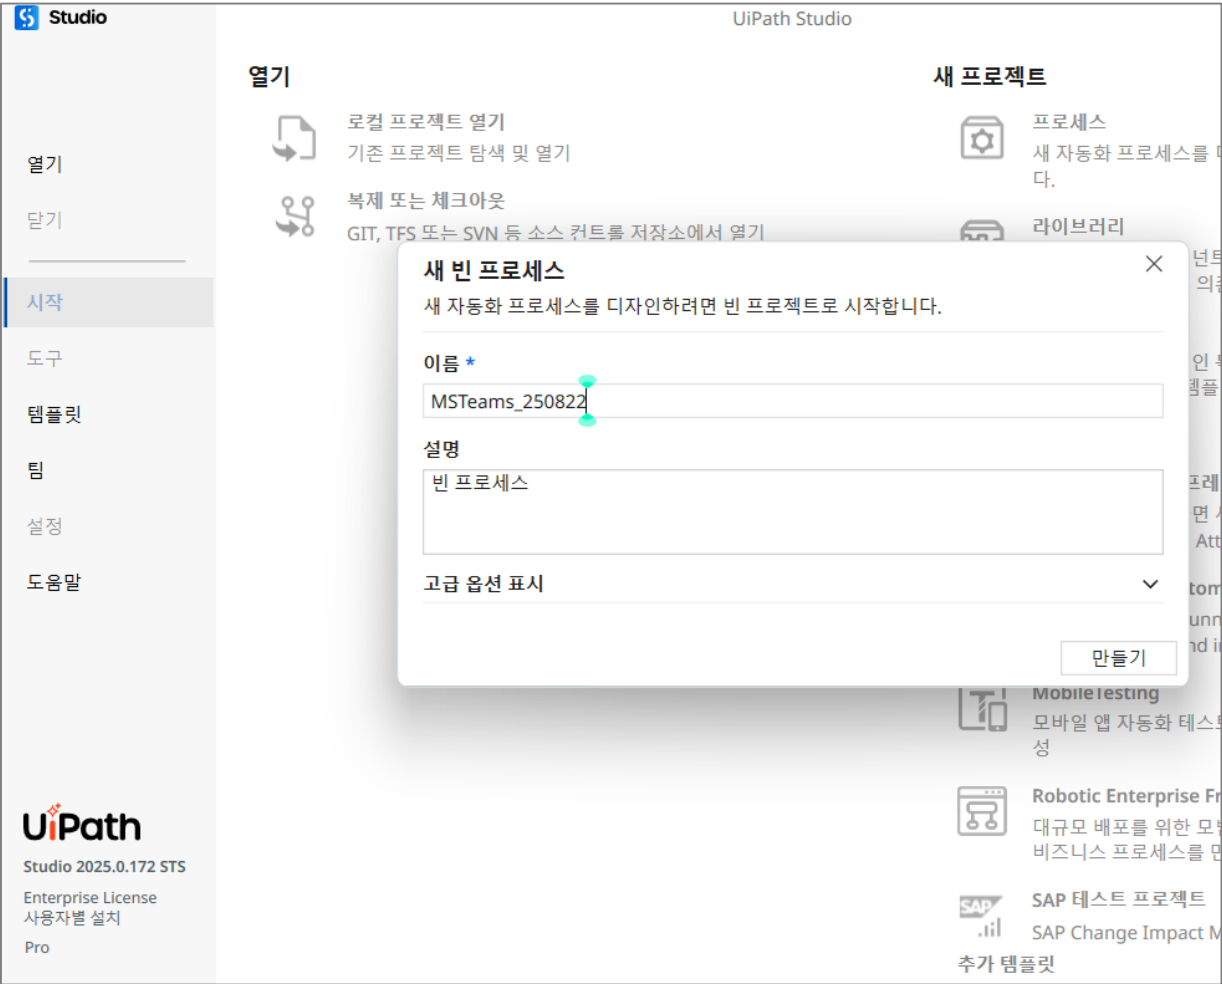 Studio
UiPath Studio
열기
닫기
시작
도구
템플릿
팀
설정
도움말
UiPath
Studio 2025.0.172 STS
Enterprise License
사용자별 설치
Pro
열기
로컬 프로젝트 열기
기존 프로젝트 탐색 및 열기
복제 또는 체크아웃
GIT, TFS 또는 SVN 등 소스 컨트롤 저장소에서 열기
새 빈 프로세스
새 자동화 프로세스를 디자인하려면 빈 프로젝트로 시작합니다.
이름 *
MSTeams_250822
설명
빈 프로세스
고급 옵션 표시
만들기
새 프로젝트
프로세스
새 자동화 프로세스를
다.
라이브러리
인
면
Att
MobileTesting
모바일 앱 자동화
성
Robotic Enterprise
대규모 배포를 위한
비즈니스 프로세스를
SAP
SAP 테스트 프로젝트
SAP Change Impact
추가 템플릿